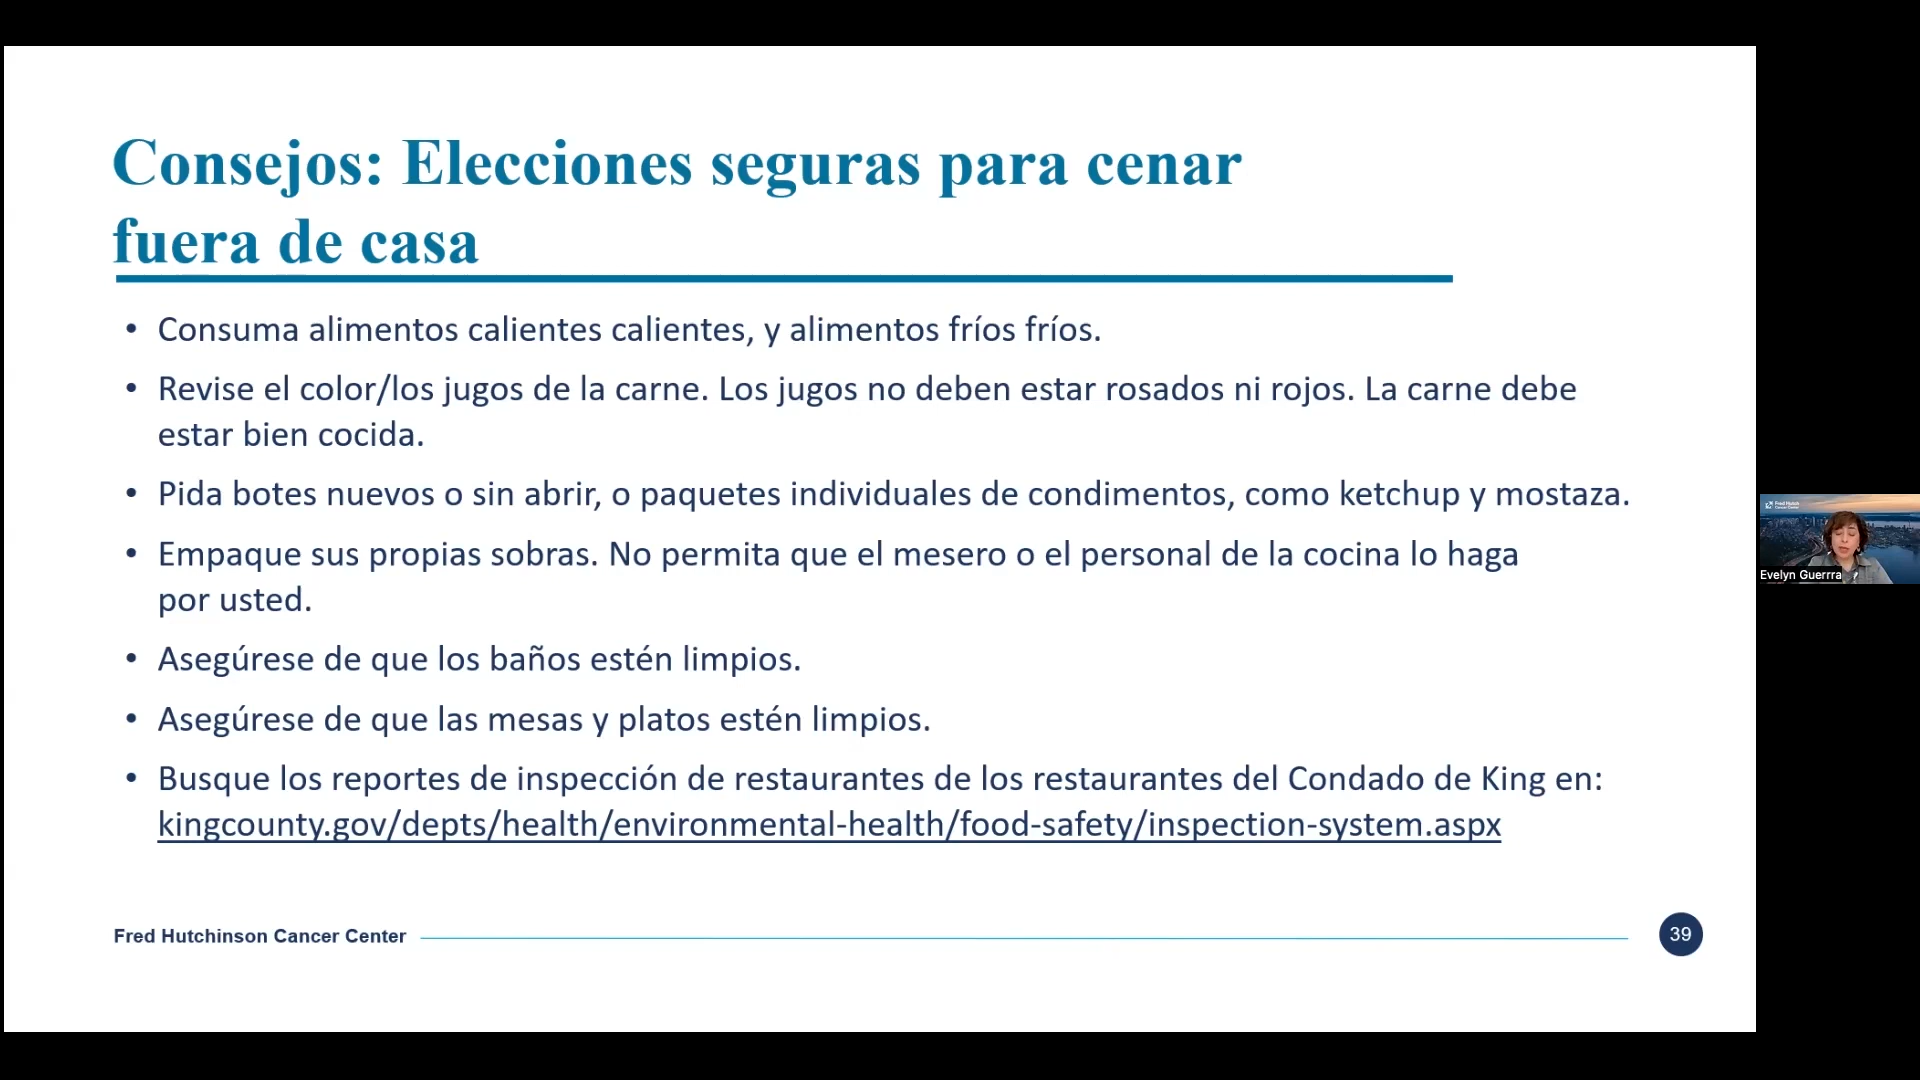 Consejos: Elecciones seguras para cenar
fuera de casa
• Consuma alimentos calientes calientes, y alimentos fríos fríos.
• Revise el color/los jugos de la carne. Los jugos no deben estar rosados ni rojos. La carne debe
estar bien cocida.
• Pida botes nuevos o sin abrir, o paquetes individuales de condimentos, como ketchup y mostaza.
• Empaque sus propias sobras. No permita que el mesero o el personal de la cocina lo haga
por usted.
• Asegúrese de que los baños estén limpios.
• Asegúrese de que las mesas y platos estén limpios.
• Busque los reportes de inspección de restaurantes de los restaurantes del Condado de King en:
kingcounty.gov/depts/health/environmental-health/food-safety/inspection-system.aspx
Fred Hutchinson Cancer Center
39
Fred Hutch
Cancer Center
Evelyn Guerrra